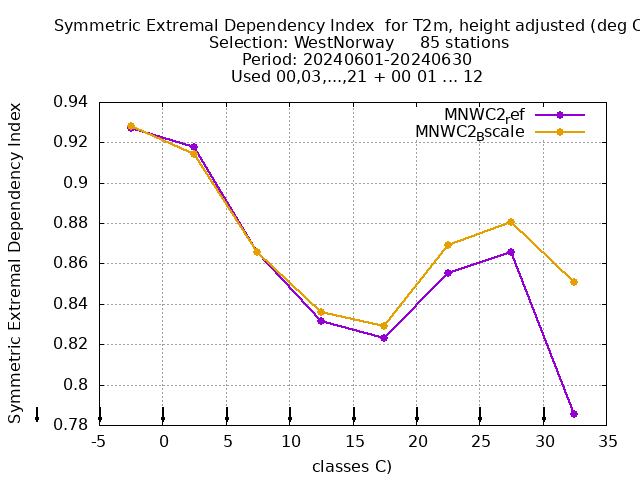 Symmetric Extremal Dependency Index  for T2m, height adjusted (deg C
Selection: WestNorway     85 stations
Period: 20240601-20240630
Used 00,03,...,21 + 00 01 ... 12
Symmetric Extremal Dependency Index
0.94
0.92
0.9
0.88
0.86
0.84
0.82
0.8
0.78
MNWC2_ref
MNWC2_Bscale
-5 0 5 10 15 20 25 30 35
classes C)